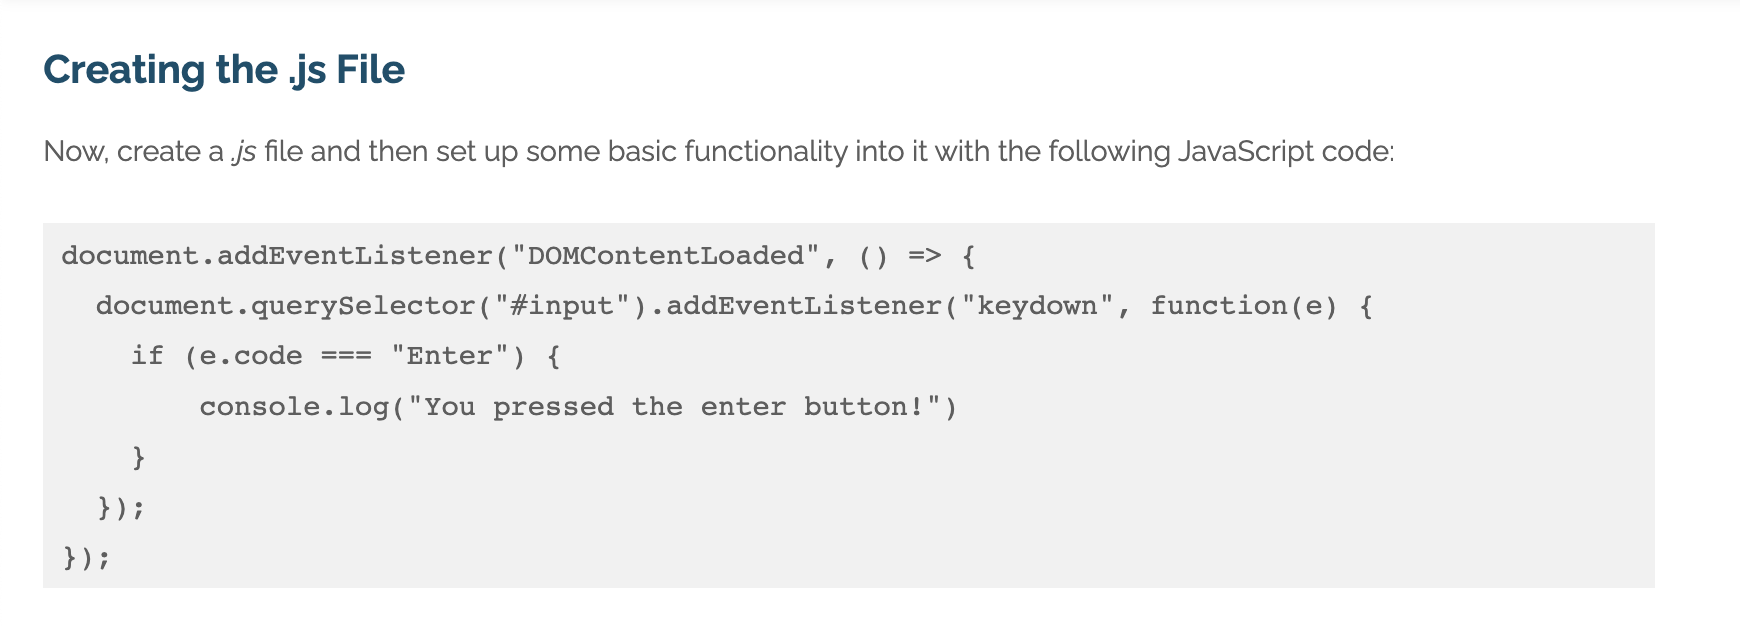 Creating the .js File
Now, create a .js file and then set up some basic functionality into it with the following JavaScript code:
document.addEventListener("DOMContentLoaded", () => {
  document.querySelector("#input").addEventListener("keydown", function(e) {
    if (e.code === "Enter") {
        console.log("You pressed the enter button!")
    }
  });
});